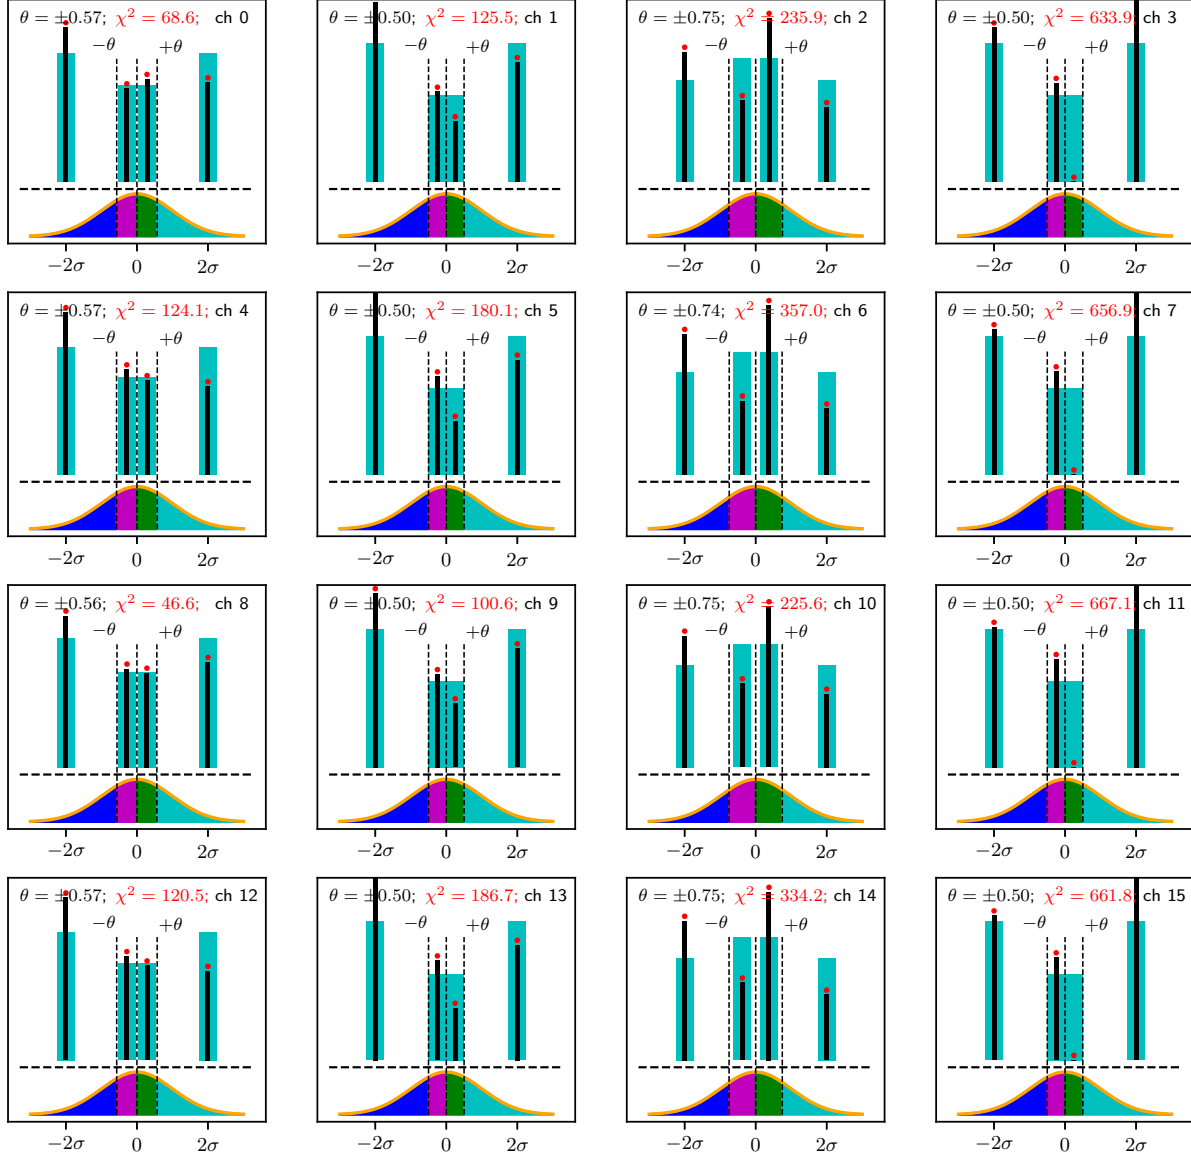 θ = ±0.57; χ² = 68.6; ch 0
−θ +θ
−2σ 0 2σ
θ = ±0.50; χ² = 125.5; ch 1
−θ +θ
−2σ 0 2σ
θ = ±0.75; χ² = 235.9; ch 2
−θ +θ
−2σ 0 2σ
θ = ±0.50; χ² = 633.9; ch 3
−θ +θ
−2σ 0 2σ
θ = ±0.57; χ² = 124.1; ch 4
−θ +θ
−2σ 0 2σ
θ = ±0.50; χ² = 180.1; ch 5
−θ +θ
−2σ 0 2σ
θ = ±0.74; χ² = 357.0; ch 6
−θ +θ
−2σ 0 2σ
θ = ±0.50; χ² = 656.9; ch 7
−θ +θ
−2σ 0 2σ
θ = ±0.56; χ² = 46.6; ch 8
−θ +θ
−2σ 0 2σ
θ = ±0.50; χ² = 100.6; ch 9
−θ +θ
−2σ 0 2σ
θ = ±0.75; χ² = 225.6; ch 10
−θ +θ
−2σ 0 2σ
θ = ±0.50; χ² = 667.1; ch 11
−θ +θ
−2σ 0 2σ
θ = ±0.57; χ² = 120.5; ch 12
−θ +θ
−2σ 0 2σ
θ = ±0.50; χ² = 186.7; ch 13
−θ +θ
−2σ 0 2σ
θ = ±0.75; χ² = 334.2; ch 14
−θ +θ
−2σ 0 2σ
θ = ±0.50; χ² = 661.8; ch 15
−θ +θ
−2σ 0 2σ